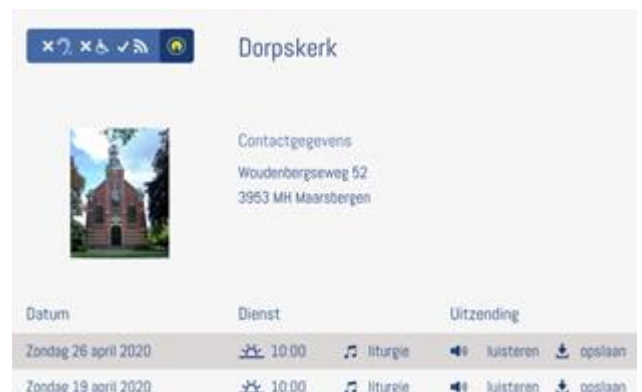 Dorpskerk
Contactgegevens
Woudenbergseweg 52
3953 MH Maarsbergen
Datum Dienst Uitzending
Zondag 26 april 2020 10:00 liturgie luisteren opslaan
Zondag 19 april 2020 10:00 liturgie luisteren opslaan